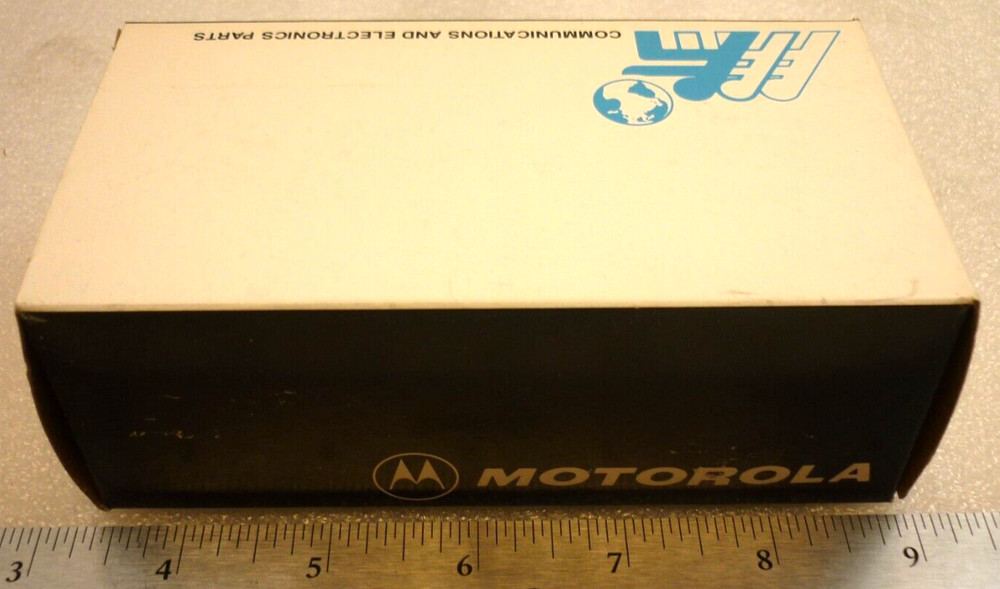 COMMUNICATIONS AND ELECTRONICS PARTS
MOTOROLA
3 4 5 6 7 8 9